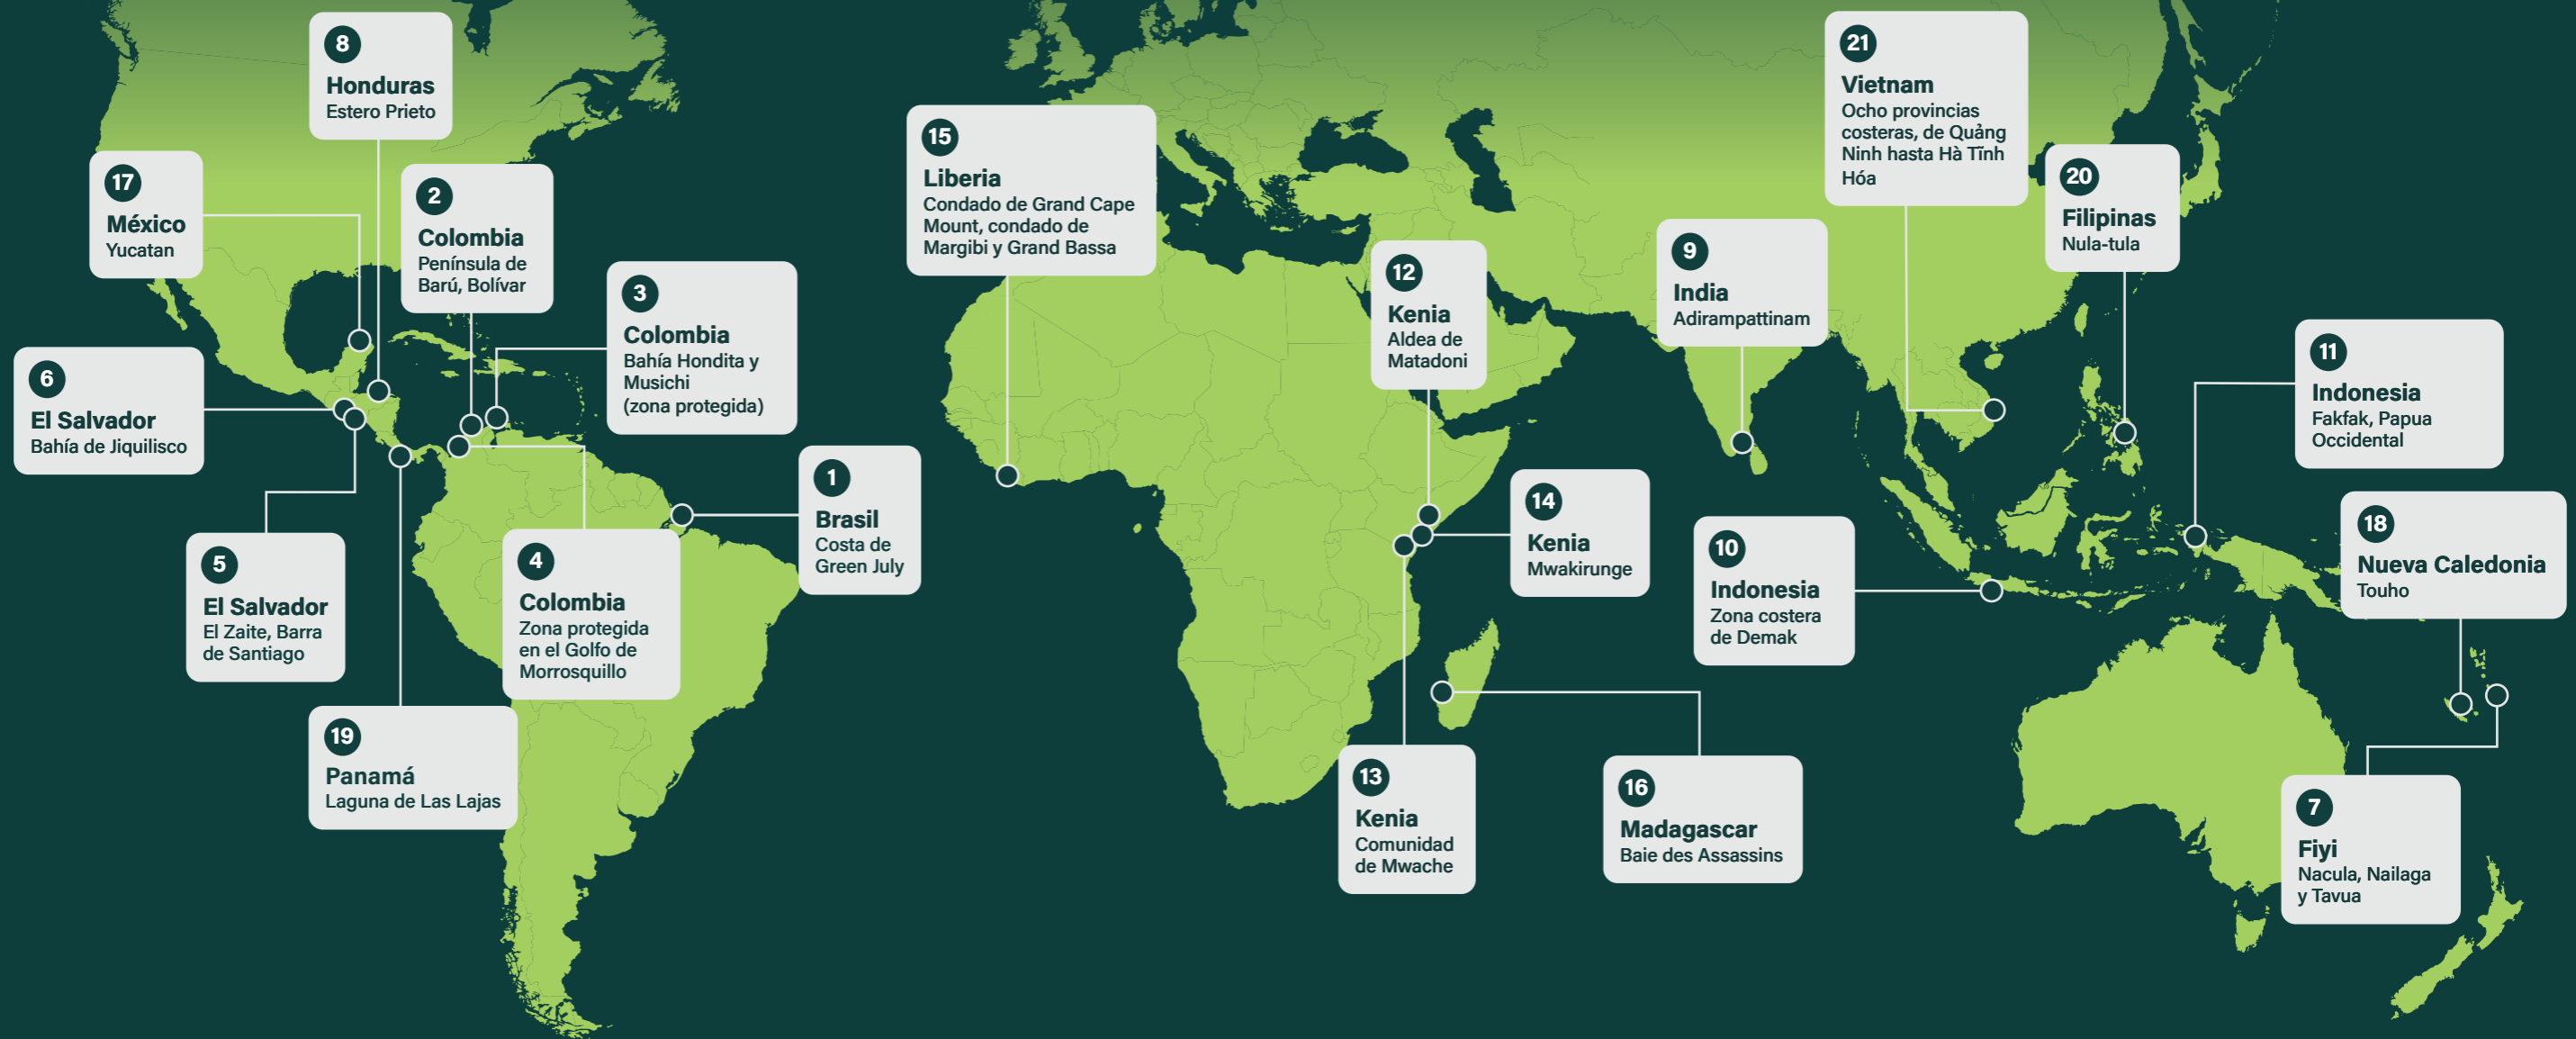 8
Honduras
Estero Prieto
17
México
Yucatan
2
Colombia
Península de
Barú, Bolívar
3
Colombia
Bahía Hondita y
Musichi
(zona protegida)
6
El Salvador
Bahía de Jiquilisco
1
Brasil
Costa de
Green July
5
El Salvador
El Zaite, Barra
de Santiago
4
Colombia
Zona protegida
en el Golfo de
Morrosquillo
19
Panamá
Laguna de Las Lajas
15
Liberia
Condado de Grand Cape
Mount, condado de
Margibi y Grand Bassa
12
Kenia
Aldea de
Matadoni
14
Kenia
Mwakirunge
13
Kenia
Comunidad
de Mwache
16
Madagascar
Baie des Assassins
9
India
Adirampattinam
21
Vietnam
Ocho provincias
costeras, de Quảng
Ninh hasta Hà Tĩnh
Hóa
20
Filipinas
Nula-tula
11
Indonesia
Fakfak, Papua
Occidental
10
Indonesia
Zona costera
de Demak
18
Nueva Caledonia
Touho
7
Fiyi
Nacula, Nailaga
y Tavua